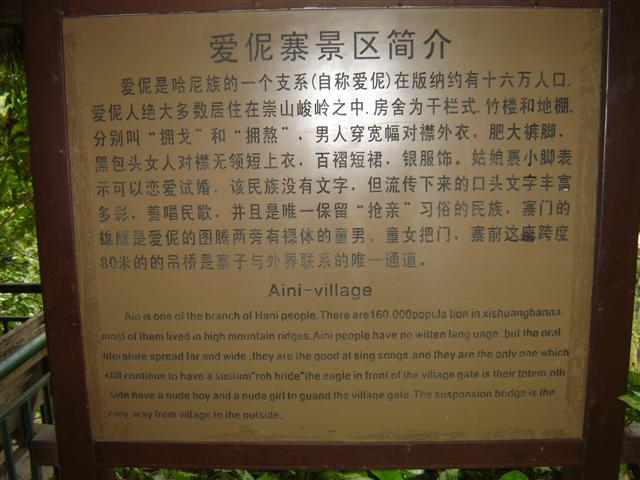 爱伲寨景区简介
爱伲是哈尼族的一个支系(自称爱伲)在版纳约有十六万人口.
爱伲人绝大多数居住在崇山峻岭之中.房舍为干栏式.竹楼和地棚.
分别叫“拥戈”和“拥熬”，男人穿宽幅对襟外衣，肥大裤脚，
黑包头女人对襟无领短上衣，百褶短裙，银服饰。姑娘裹小脚表
示可以恋爱试婚，该民族没有文字，但流传下来的口头文字丰富
多彩，善唱民歌，并且是唯一保留“抢亲”习俗的民族，寨门的
雄鹰是爱伲的图腾两旁有裸体的童男、童女把门，寨前这座跨度
80米的的吊桥是寨子与外界联系的唯一通道。
Aini-village
Ain is one of the branch of Hani people. There are 160.000popula tion in xishuangbanna.
most of them lived in high mountain ridges.Aini people have no witten lang uage .but the oral
literature spread far and wide .they are the good at sing songs.and they are the only one which
still continue to have a susiam"roh hride"the eagle in front of the village gate is their totem.oth
side have a nude boy and a nude girl to guand the village gate.The susponsion bridge is the
only way from village to the outside.